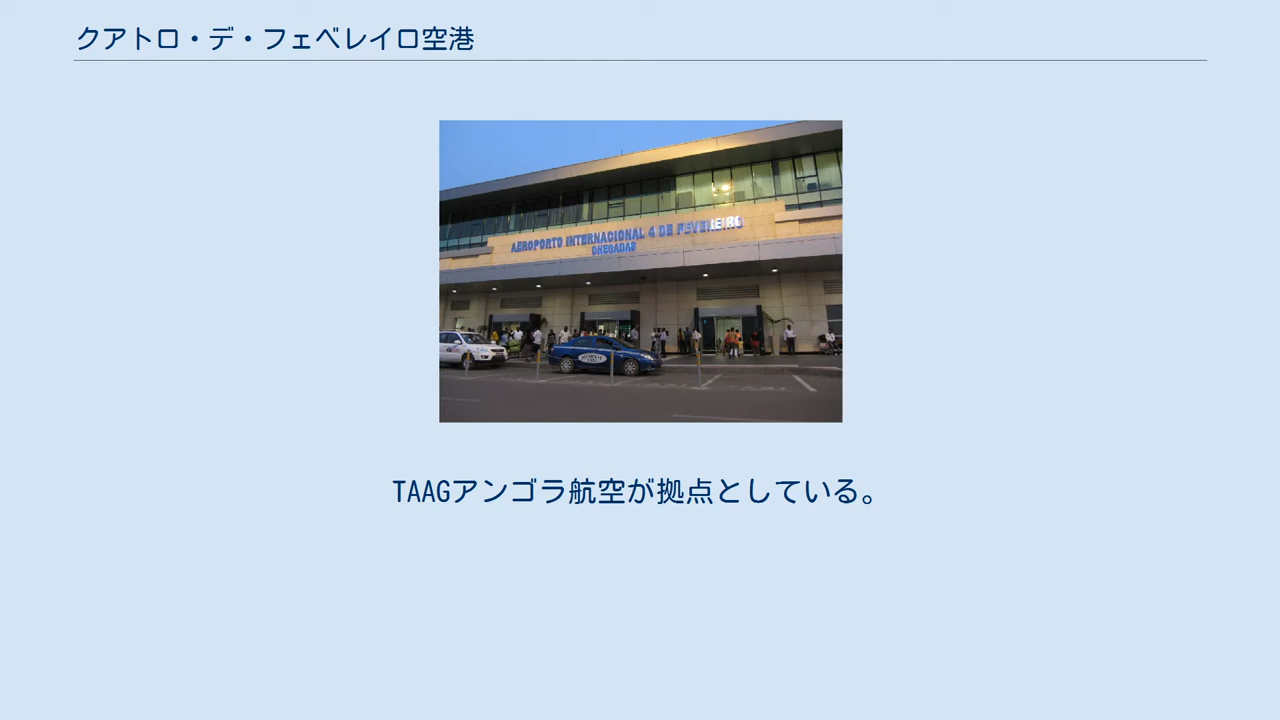 クアトロ・デ・フェベレイロ空港
AEROPORTO INTERNACIONAL 4 DE FEVEREIRO
CHEGADAS
TAAGアンゴラ航空が拠点としている。